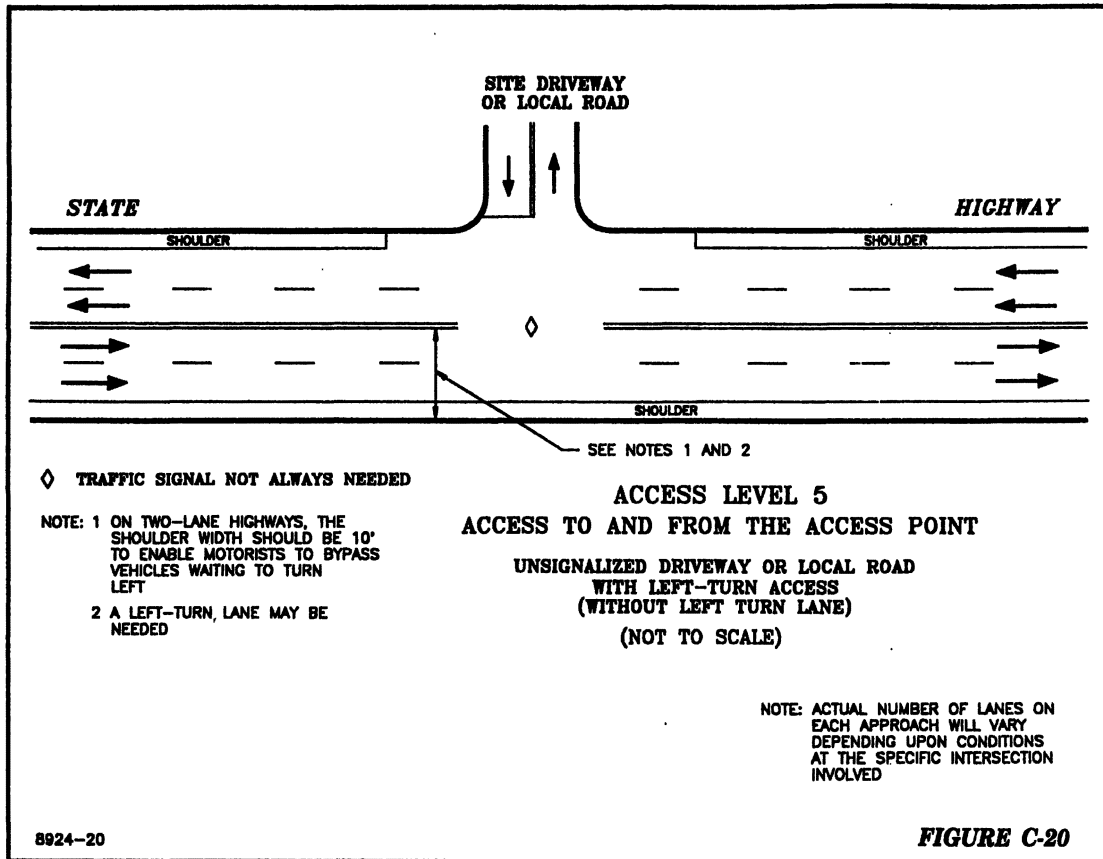 SITE DRIVEWAY
OR LOCAL ROAD
STATE
HIGHWAY
SHOULDER
SHOULDER
SHOULDER
SEE NOTES 1 AND 2
◊ TRAFFIC SIGNAL NOT ALWAYS NEEDED
NOTE: 1 ON TWO-LANE HIGHWAYS, THE
SHOULDER WIDTH SHOULD BE 10'
TO ENABLE MOTORISTS TO BYPASS
VEHICLES WAITING TO TURN
LEFT
2 A LEFT-TURN, LANE MAY BE
NEEDED
ACCESS LEVEL 5
ACCESS TO AND FROM THE ACCESS POINT
UNSIGNALIZED DRIVEWAY OR LOCAL ROAD
WITH LEFT-TURN ACCESS
(WITHOUT LEFT TURN LANE)
(NOT TO SCALE)
NOTE: ACTUAL NUMBER OF LANES ON
EACH APPROACH WILL VARY
DEPENDING UPON CONDITIONS
AT THE SPECIFIC INTERSECTION
INVOLVED
8924-20
FIGURE C-20